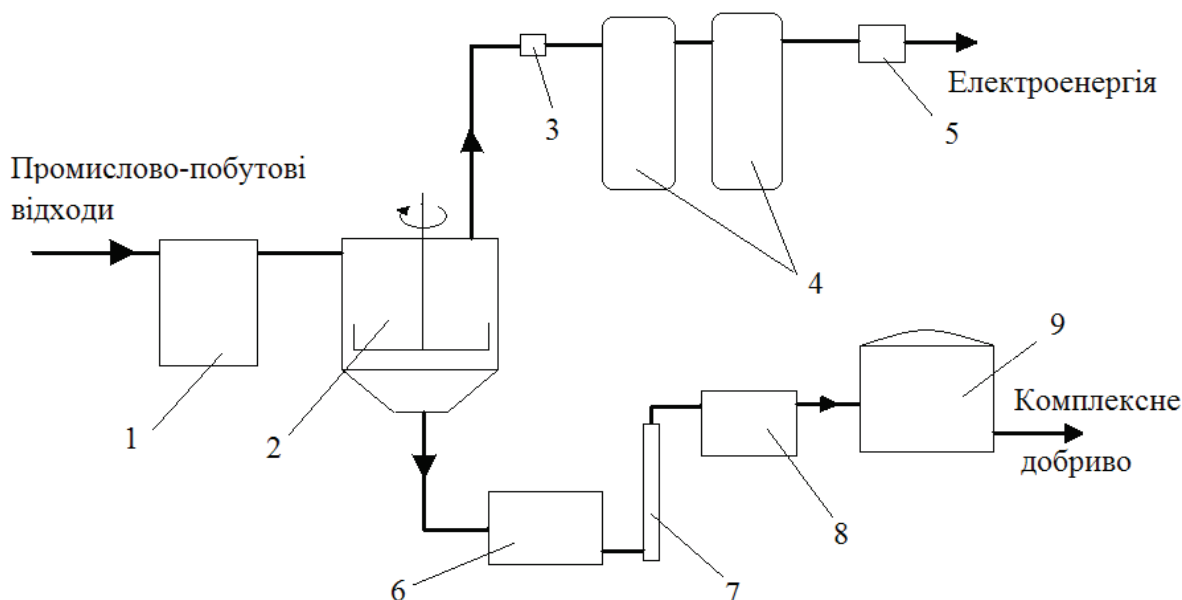 Електроенергія
3
5
Промислово-побутові
відходи
4
9
Комплексне
добриво
1
2
8
6
7